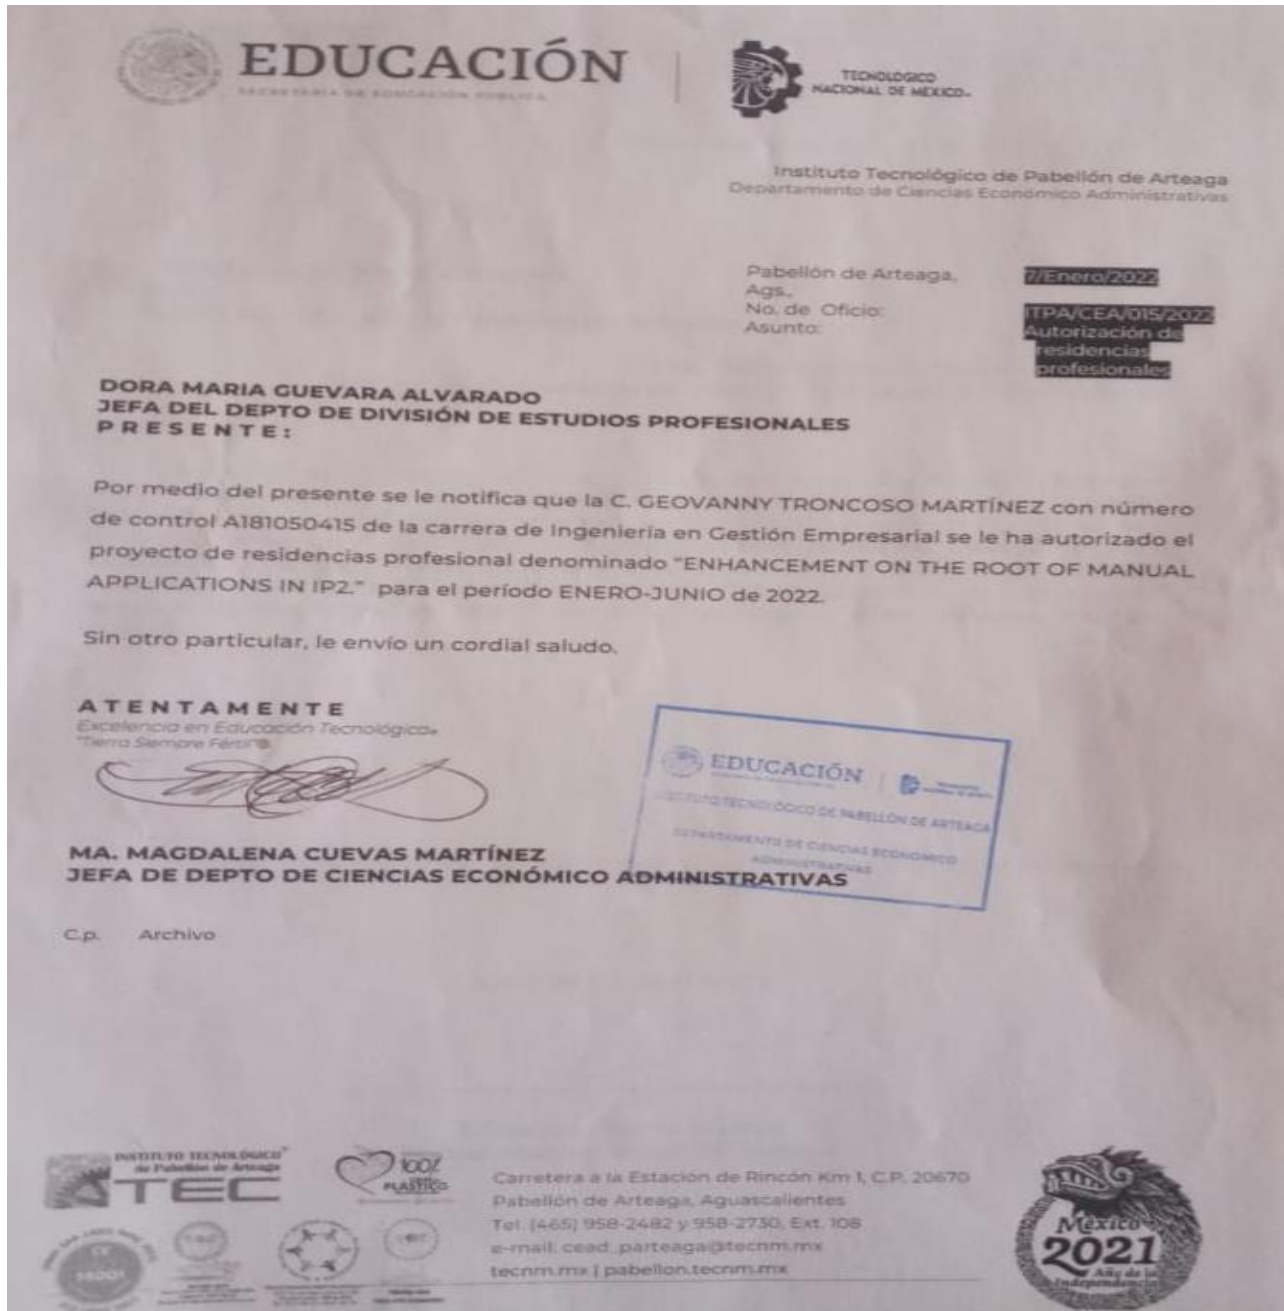 EDUCACIÓN
SECRETARÍA DE EDUCACIÓN PÚBLICA
TECNOLÓGICO
NACIONAL DE MÉXICO®
Instituto Tecnológico de Pabellón de Arteaga
Departamento de Ciencias Económico Administrativas
Pabellón de Arteaga, 7/Enero/2022
Ags.,
No. de Oficio: ITPA/CEA/015/2022
Asunto: Autorización de
residencias
profesionales
DORA MARIA GUEVARA ALVARADO
JEFA DEL DEPTO DE DIVISIÓN DE ESTUDIOS PROFESIONALES
P R E S E N T E :
Por medio del presente se le notifica que la C. GEOVANNY TRONCOSO MARTÍNEZ con número
de control A181050415 de la carrera de Ingeniería en Gestión Empresarial se le ha autorizado el
proyecto de residencias profesional denominado "ENHANCEMENT ON THE ROOT OF MANUAL
APPLICATIONS IN IP2." para el período ENERO-JUNIO de 2022.
Sin otro particular, le envío un cordial saludo.
A T E N T A M E N T E
Excelencia en Educación Tecnológica®
"Tierra Siempre Fértil"®
EDUCACIÓN
INSTITUTO TECNOLÓGICO DE PABELLÓN DE ARTEAGA
DEPARTAMENTO DE CIENCIAS ECONÓMICO
ADMINISTRATIVAS
MA. MAGDALENA CUEVAS MARTÍNEZ
JEFA DE DEPTO DE CIENCIAS ECONÓMICO ADMINISTRATIVAS
C.p. Archivo
INSTITUTO TECNOLÓGICO®
de Pabellón de Arteaga
TEC
100%
PLÁSTICO
Carretera a la Estación de Rincón Km 1, C.P. 20670
Pabellón de Arteaga, Aguascalientes
Tel. (465) 958-2482 y 958-2730, Ext. 108
e-mail: cead_parteaga@tecnm.mx
tecnm.mx | pabellon.tecnm.mx
México
2021
Año de la
Independencia